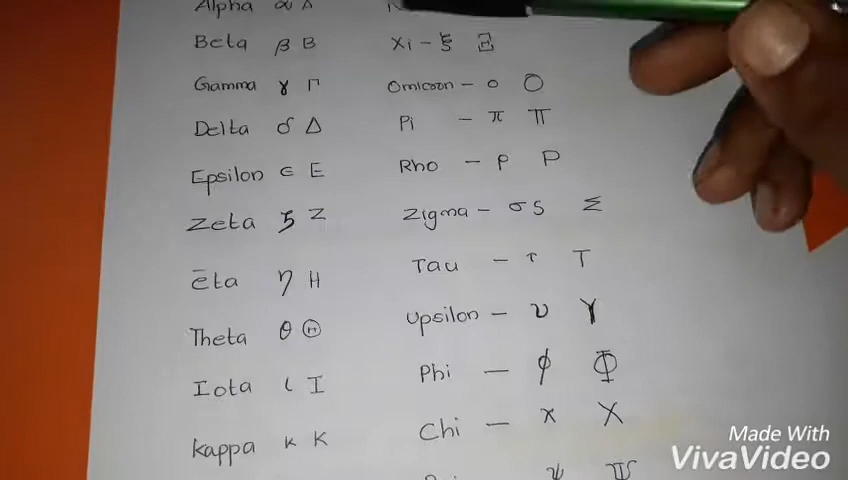 Alpha α A
Beta β B
Gamma γ Γ
Delta σ Δ
Epsilon ϵ E
Zeta ζ Z
ēta η H
Theta θ Θ
Iota ι I
Kappa κ K
Xi - ξ Ξ
Omicoon - o O
Pi - π Π
Rho - ρ P
Zigma - σ S Σ
Tau - τ T
Upsilon - υ Υ
Phi - φ Φ
Chi - x X
ψ Ψ
Made With
VivaVideo